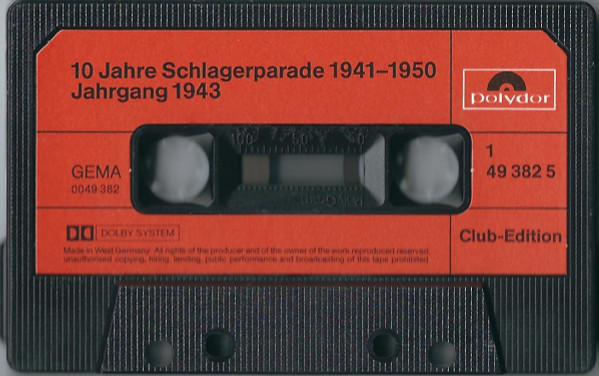 10 Jahre Schlagerparade 1941–1950
Jahrgang 1943
polydor
100 50 0
GEMA
0049 382
1
49 382 5
DOLBY SYSTEM
Club-Edition
Made in West Germany. All rights of the producer and of the owner of the work reproduced reserved
unauthorised copying, hiring, lending, public performance and broadcasting of this tape prohibited